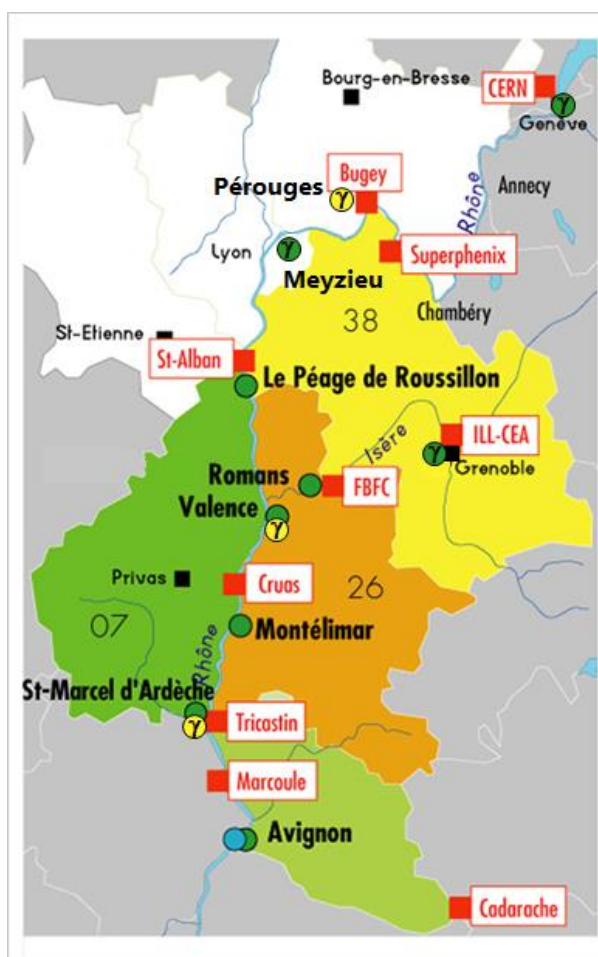 Bourg-en-Bresse
CERN
γ
Genève
Bugey
Pérouges
γ
Rhône
Annecy
Lyon
γ
Superphenix
Meyzieu
38
Chambéry
St-Etienne
St-Alban
Le Péage de Roussillon
ILL-CEA
Isère
γ
Grenoble
Romans
FBFC
Valence
γ
Privas
Cruas
26
07
Montélimar
Rhône
St-Marcel d'Ardèche
γ
Tricastin
Marcoule
Avignon
Cadarache